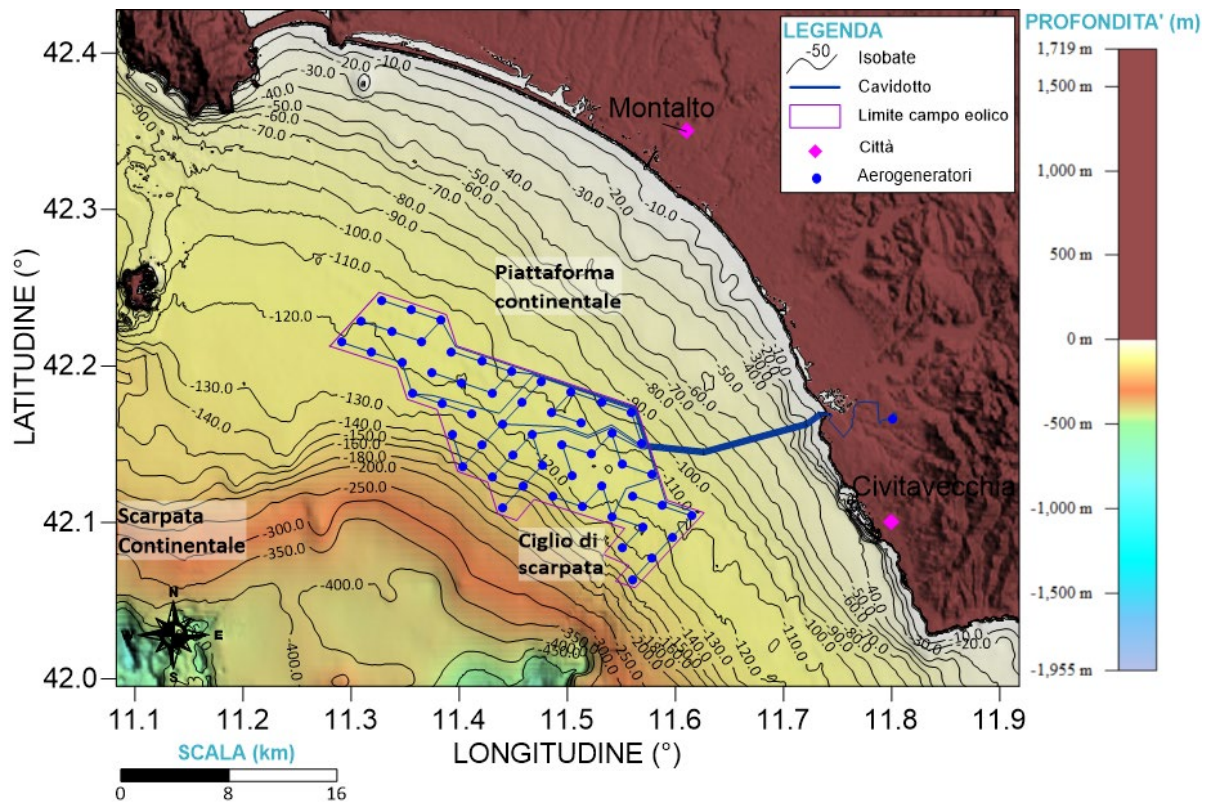 LEGENDA
-50
Isobate
Cavidotto
Limite campo eolico
Città
Aerogeneratori
PROFONDITA' (m)
1,719 m
1,500 m
1,000 m
500 m
0 m
-500 m
-1,000 m
-1,500 m
-1,955 m
42.4
42.3
42.2
42.1
42.0
LATITUDINE (°)
Montalto
Piattaforma
continentale
Civitavecchia
Scarpata
Continentale
Ciglio di
scarpata
-10.0
-20.0
-30.0
-40.0
-50.0
-60.0
-70.0
-80.0
-90.0
-100.0
-110.0
-120.0
-130.0
-140.0
-150.0
-160.0
-180.0
-200.0
-250.0
-300.0
-350.0
-400.0
N
E
S
11.1
11.2
11.3
11.4
11.5
11.6
11.7
11.8
11.9
LONGITUDINE (°)
SCALA (km)
0
8
16